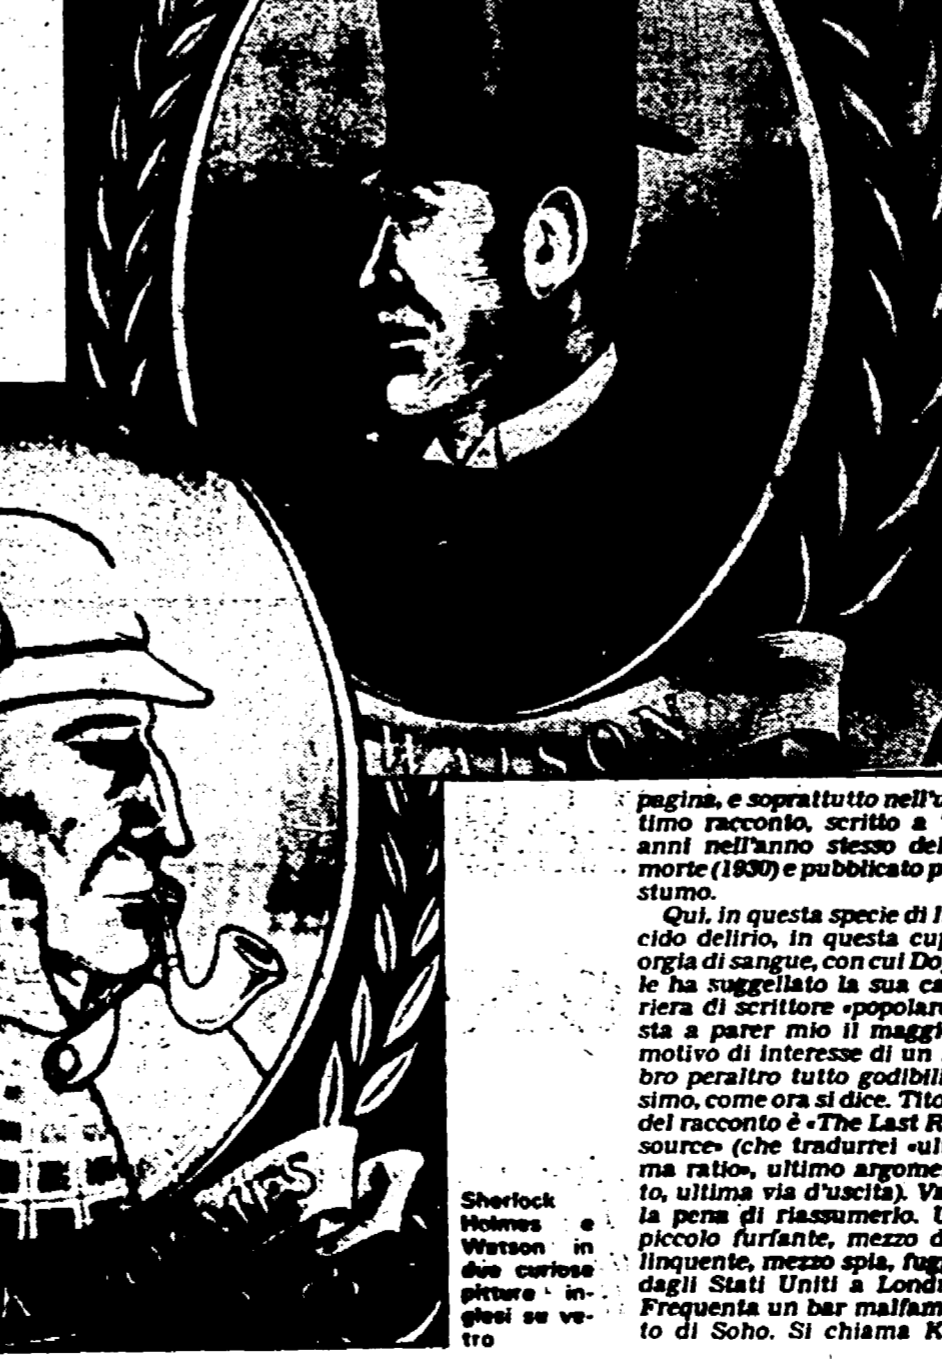 WATSON
pagina, e soprattutto nell'u
timo racconto, scritto a
anni nell'anno stesso del
morte (1930) e pubblicato p
stumo.
Qui, in questa specie di l
cido delirio, in questa cu
orgia di sangue, con cui Do
le ha suggellato la sua ca
riera di scrittore «popolar
sta a parer mio il maggi
motivo di interesse di un
bro peraltro tutto godibili
simo, come ora si dice. Tito
del racconto è «The Last R
source» (che tradurrei «ul
ma ratio», ultimo argome
to, ultima via d'uscita). Va
la pena di riassumerlo. U
piccolo furfante, mezzo d
linquente, mezzo spia, fug
dagli Stati Uniti a Londi
Frequenta un bar malfam
to di Soho. Si chiama K
Sherlock
Holmes e
Watson in
due curiose
pitture in-
glesi su ve-
tro